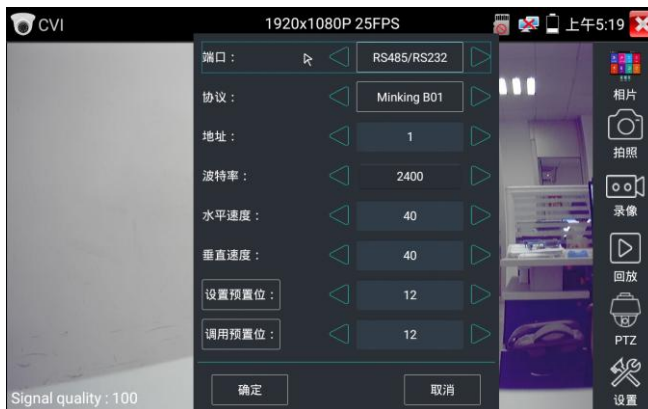 CVI
1920x1080P 25FPS
上午5:19
端口：
RS485/RS232
协议：
Minking B01
地址：
1
波特率：
2400
水平速度：
40
垂直速度：
40
设置预置位：
12
调用预置位：
12
确定
取消
相片
拍照
录像
回放
PTZ
设置
Signal quality : 100